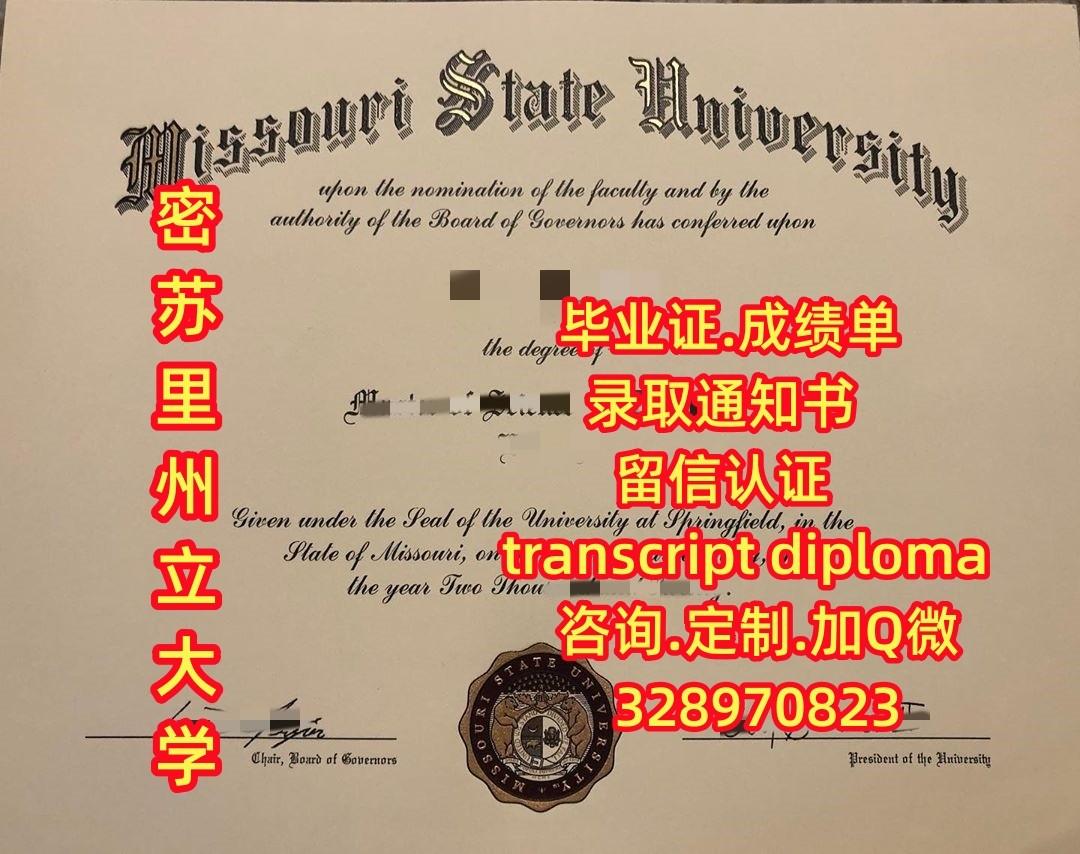 Missouri State University
upon the nomination of the faculty and by the
authority of the Board of Governors has conferred upon
the degree
Given under the Seal of the University at Springfield, in the
State of Missouri, on
the year Two
Chair, Board of Governors
President of the University
MISSOURI STATE UNIVERSITY
密苏里州立大学
毕业证.成绩单
录取通知书
留信认证
transcript diploma
咨询.定制.加Q微
328970823